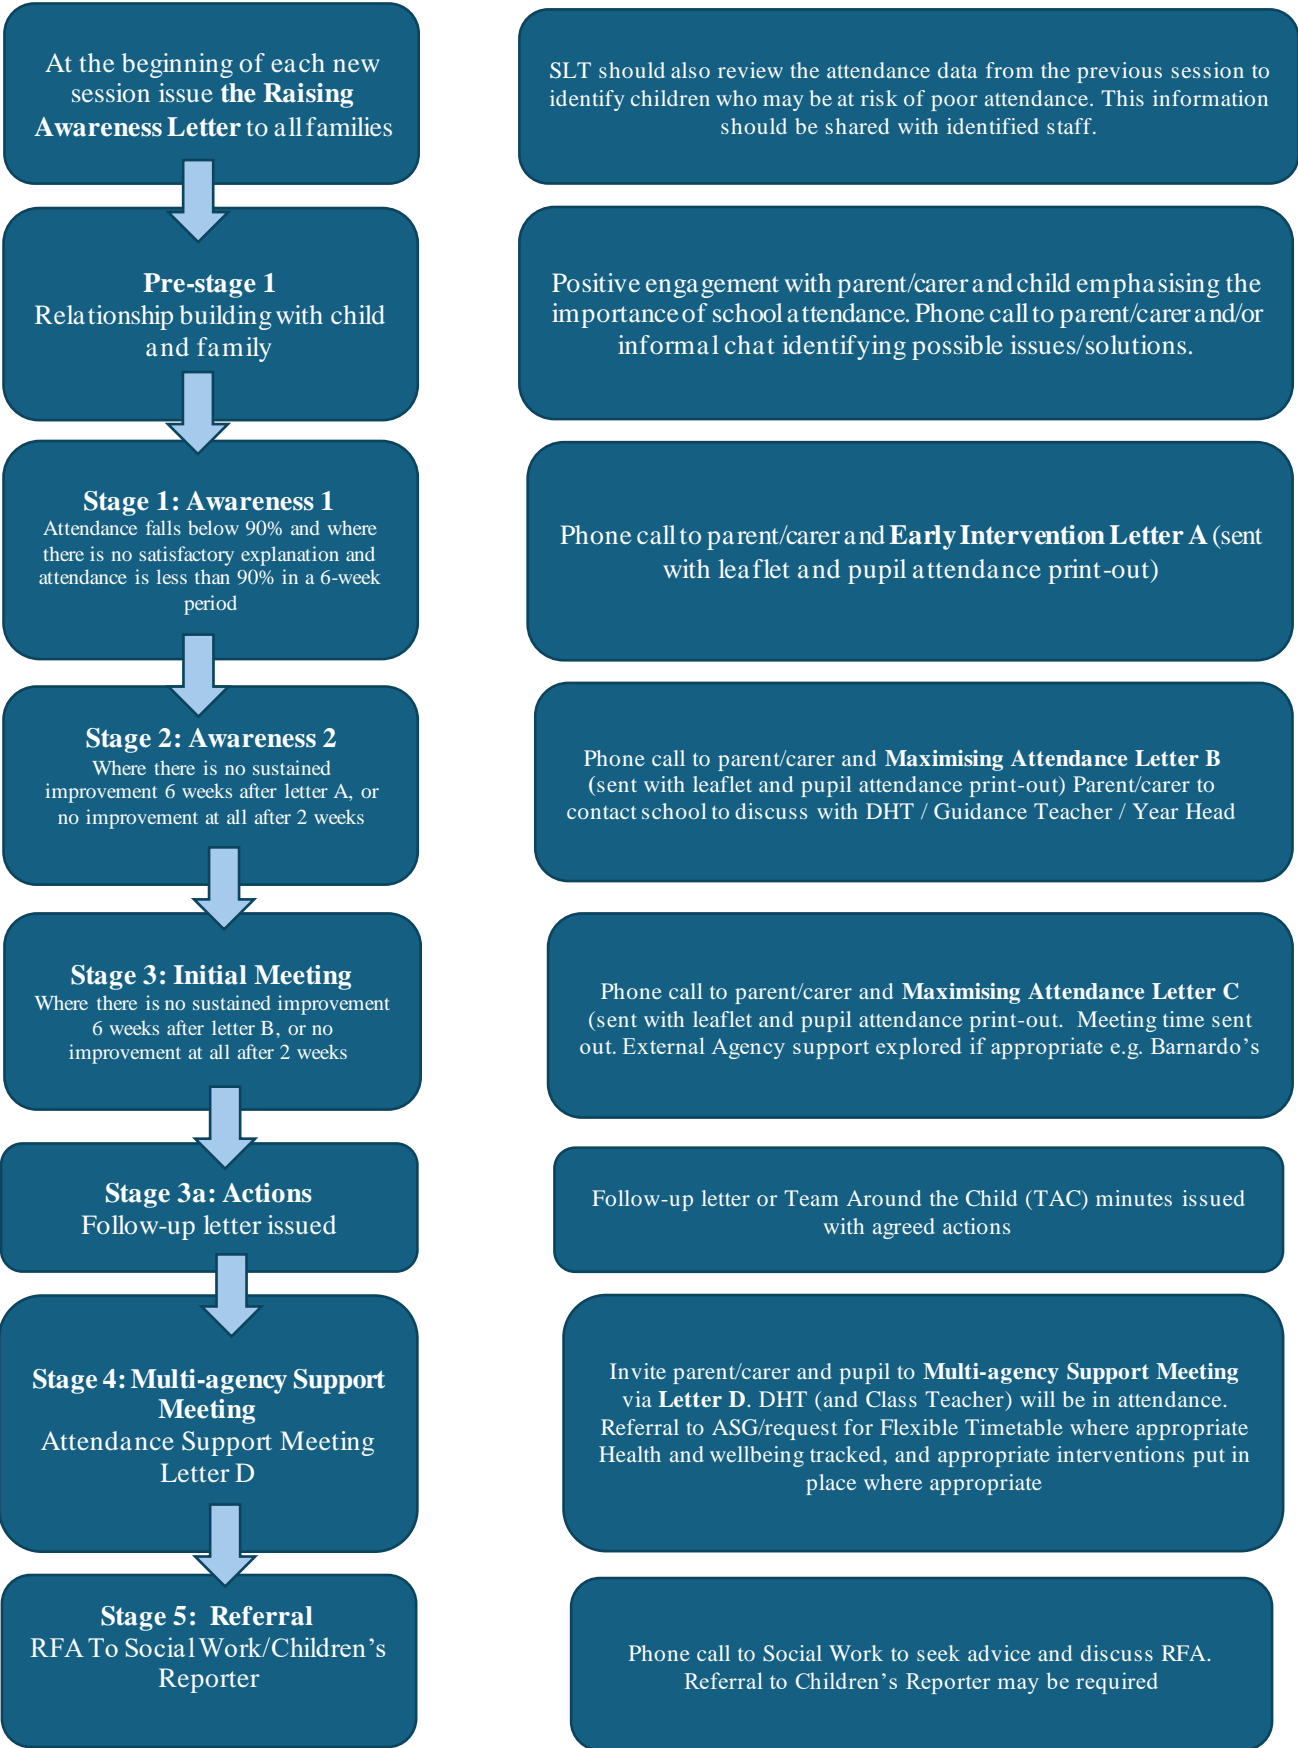 At the beginning of each new
session issue the Raising
Awareness Letter to all families
SLT should also review the attendance data from the previous session to
identify children who may be at risk of poor attendance. This information
should be shared with identified staff.
Pre-stage 1
Relationship building with child
and family
Positive engagement with parent/carer and child emphasising the
importance of school attendance. Phone call to parent/carer and/or
informal chat identifying possible issues/solutions.
Stage 1: Awareness 1
Attendance falls below 90% and where
there is no satisfactory explanation and
attendance is less than 90% in a 6-week
period
Phone call to parent/carer and Early Intervention Letter A (sent
with leaflet and pupil attendance print-out)
Stage 2: Awareness 2
Where there is no sustained
improvement 6 weeks after letter A, or
no improvement at all after 2 weeks
Phone call to parent/carer and Maximising Attendance Letter B
(sent with leaflet and pupil attendance print-out) Parent/carer to
contact school to discuss with DHT / Guidance Teacher / Year Head
Stage 3: Initial Meeting
Where there is no sustained improvement
6 weeks after letter B, or no
improvement at all after 2 weeks
Phone call to parent/carer and Maximising Attendance Letter C
(sent with leaflet and pupil attendance print-out. Meeting time sent
out. External Agency support explored if appropriate e.g. Barnardo’s
Stage 3a: Actions
Follow-up letter issued
Follow-up letter or Team Around the Child (TAC) minutes issued
with agreed actions
Stage 4: Multi-agency Support
Meeting
Attendance Support Meeting
Letter D
Invite parent/carer and pupil to Multi-agency Support Meeting
via Letter D. DHT (and Class Teacher) will be in attendance.
Referral to ASG/request for Flexible Timetable where appropriate
Health and wellbeing tracked, and appropriate interventions put in
place where appropriate
Stage 5: Referral
RFA To Social Work/Children’s
Reporter
Phone call to Social Work to seek advice and discuss RFA.
Referral to Children’s Reporter may be required